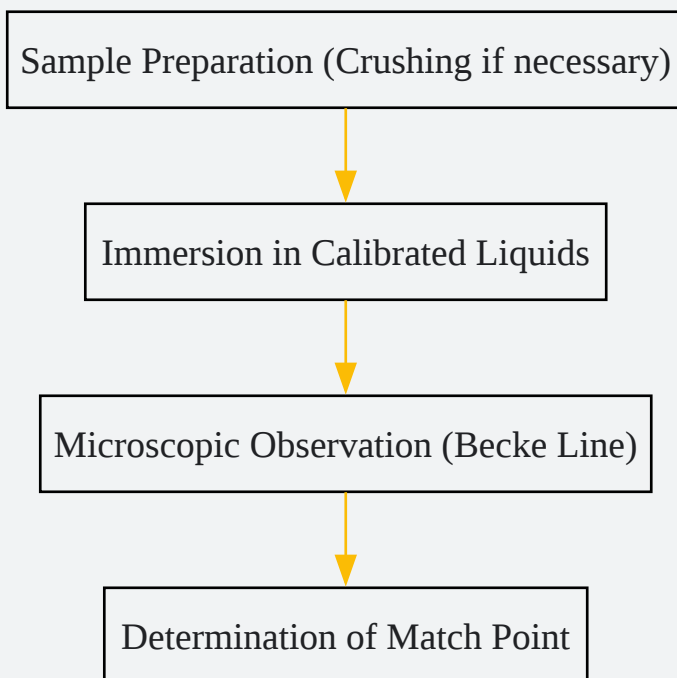 Sample Preparation (Crushing if necessary)
Immersion in Calibrated Liquids
Microscopic Observation (Becke Line)
Determination of Match Point